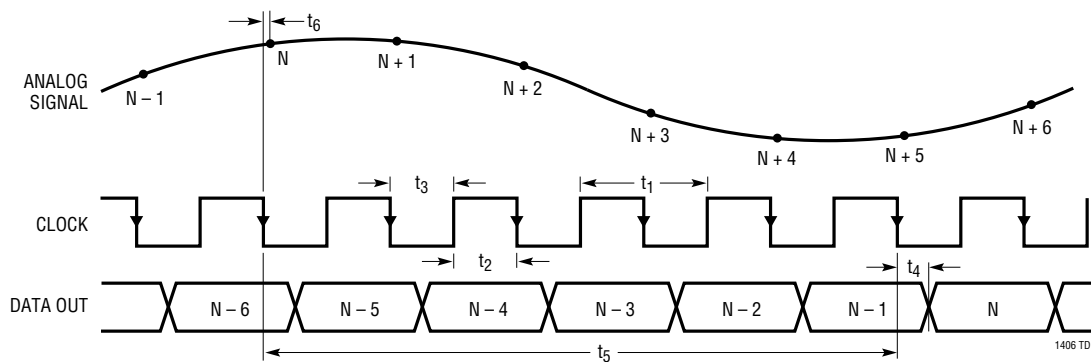 t6
N
N + 1
N + 2
N + 3
N + 4
N + 5
N + 6
N – 1
ANALOG
SIGNAL
t3
t1
CLOCK
t2
t4
DATA OUT
N – 6
N – 5
N – 4
N – 3
N – 2
N – 1
N
t5
1406 TD